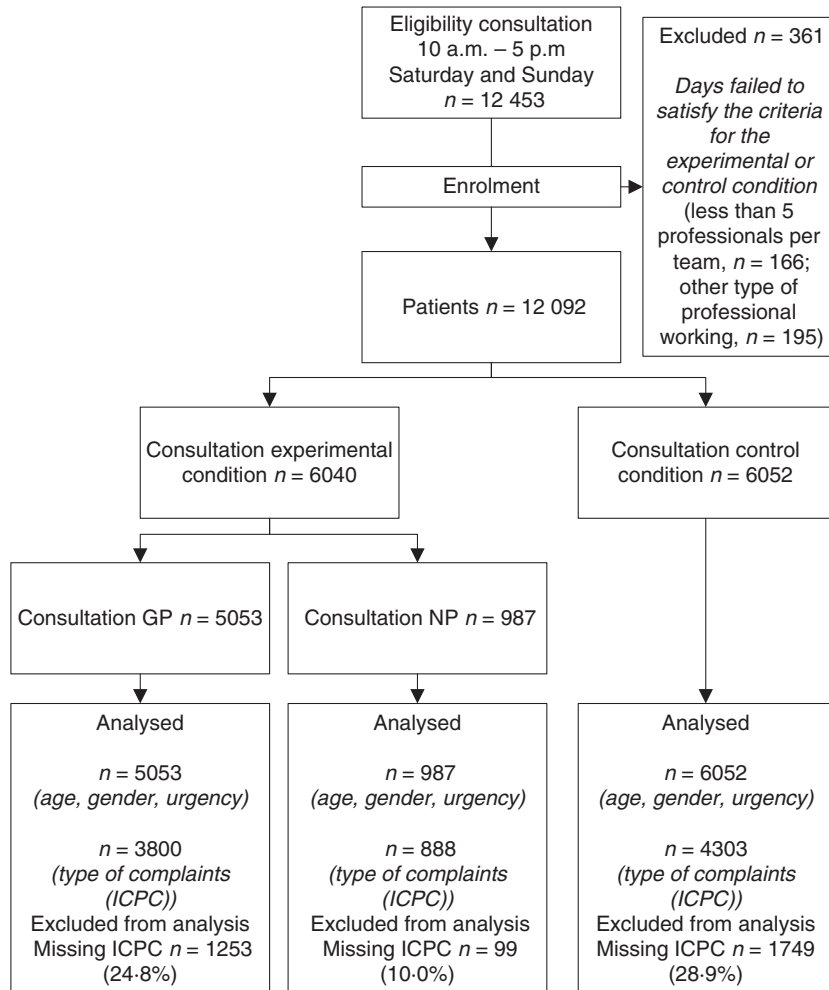 Eligibility consultation
10 a.m. – 5 p.m
Saturday and Sunday
n = 12 453
Excluded n = 361
Days failed to
satisfy the criteria
for the
experimental or
control condition
(less than 5
professionals per
team, n = 166;
other type of
professional
working, n = 195)
Enrolment
Patients n = 12 092
Consultation experimental
condition n = 6040
Consultation control
condition n = 6052
Consultation GP n = 5053
Consultation NP n = 987
Analysed
n = 5053
(age, gender, urgency)
n = 3800
(type of complaints
(ICPC))
Excluded from analysis
Missing ICPC n = 1253
(24·8%)
Analysed
n = 987
(age, gender, urgency)
n = 888
(type of complaints
(ICPC))
Excluded from analysis
Missing ICPC n = 99
(10·0%)
Analysed
n = 6052
(age, gender, urgency)
n = 4303
(type of complaints
(ICPC))
Excluded from analysis
Missing ICPC n = 1749
(28·9%)